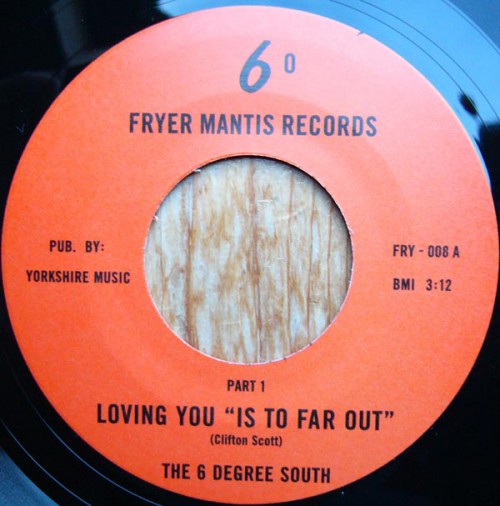 6º
FRYER MANTIS RECORDS
PUB. BY:
YORKSHIRE MUSIC
FRY - 008 A
BMI 3:12
PART 1
LOVING YOU “IS TO FAR OUT”
(Clifton Scott)
THE 6 DEGREE SOUTH